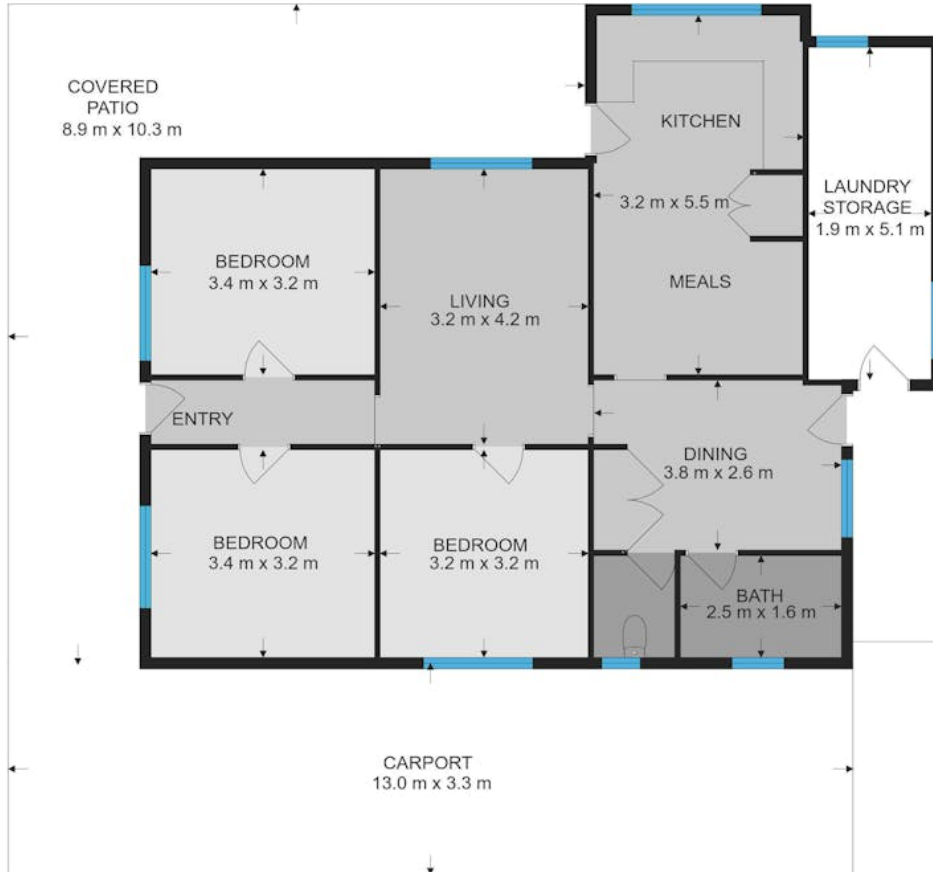 COVERED
PATIO
8.9 m x 10.3 m
KITCHEN
3.2 m x 5.5 m
MEALS
LAUNDRY
STORAGE
1.9 m x 5.1 m
BEDROOM
3.4 m x 3.2 m
LIVING
3.2 m x 4.2 m
ENTRY
DINING
3.8 m x 2.6 m
BEDROOM
3.4 m x 3.2 m
BEDROOM
3.2 m x 3.2 m
BATH
2.5 m x 1.6 m
CARPORT
13.0 m x 3.3 m